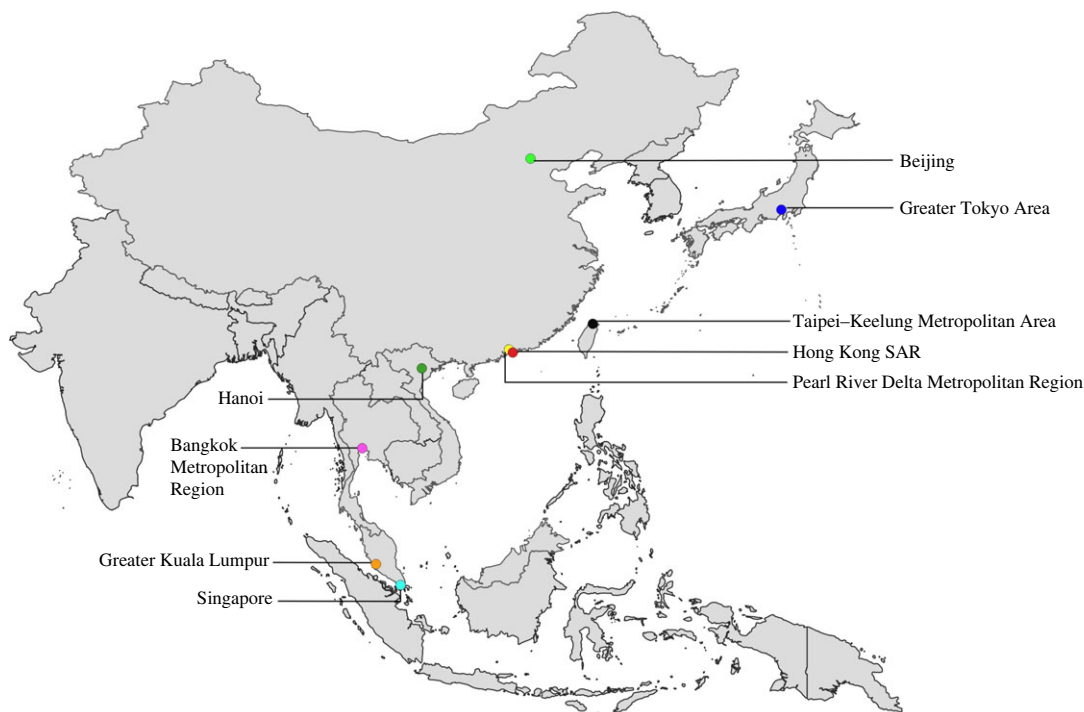 Beijing
Greater Tokyo Area
Taipei–Keelung Metropolitan Area
Hong Kong SAR
Pearl River Delta Metropolitan Region
Hanoi
Bangkok
Metropolitan
Region
Greater Kuala Lumpur
Singapore